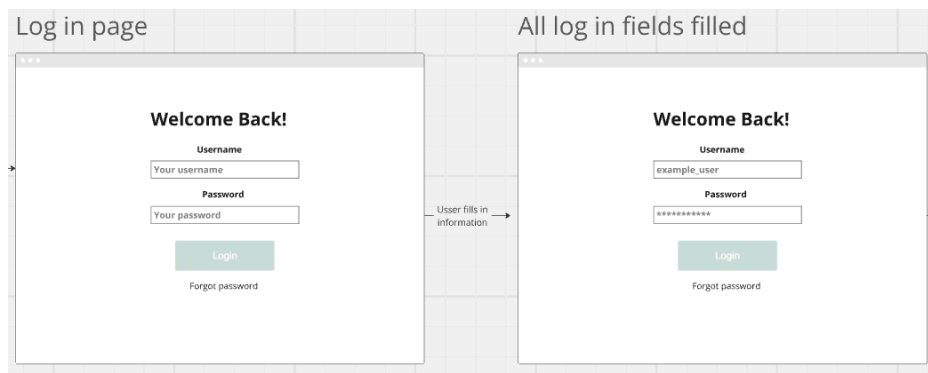 Log in page
Welcome Back!
Username
Your username
Password
Your password
Login
Forgot password
Usser fills in
information
All log in fields filled
Welcome Back!
Username
example_user
Password
***********
Login
Forgot password